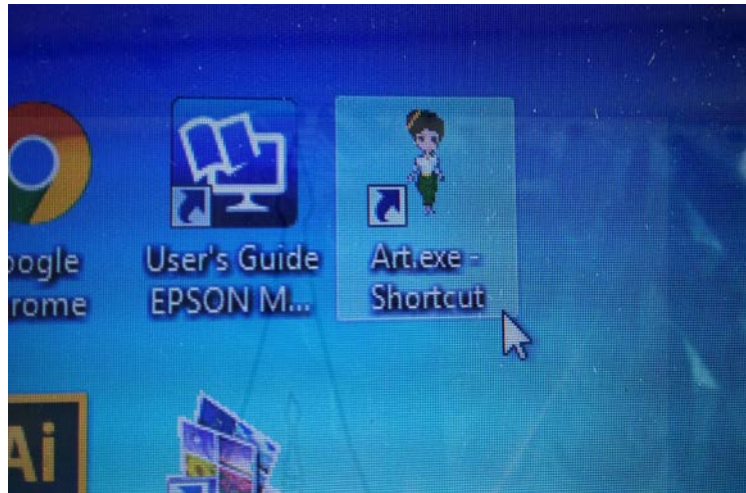 oogle
rome
User's Guide
EPSON M...
Art.exe -
Shortcut
Ai